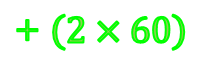 + (2 × 60)